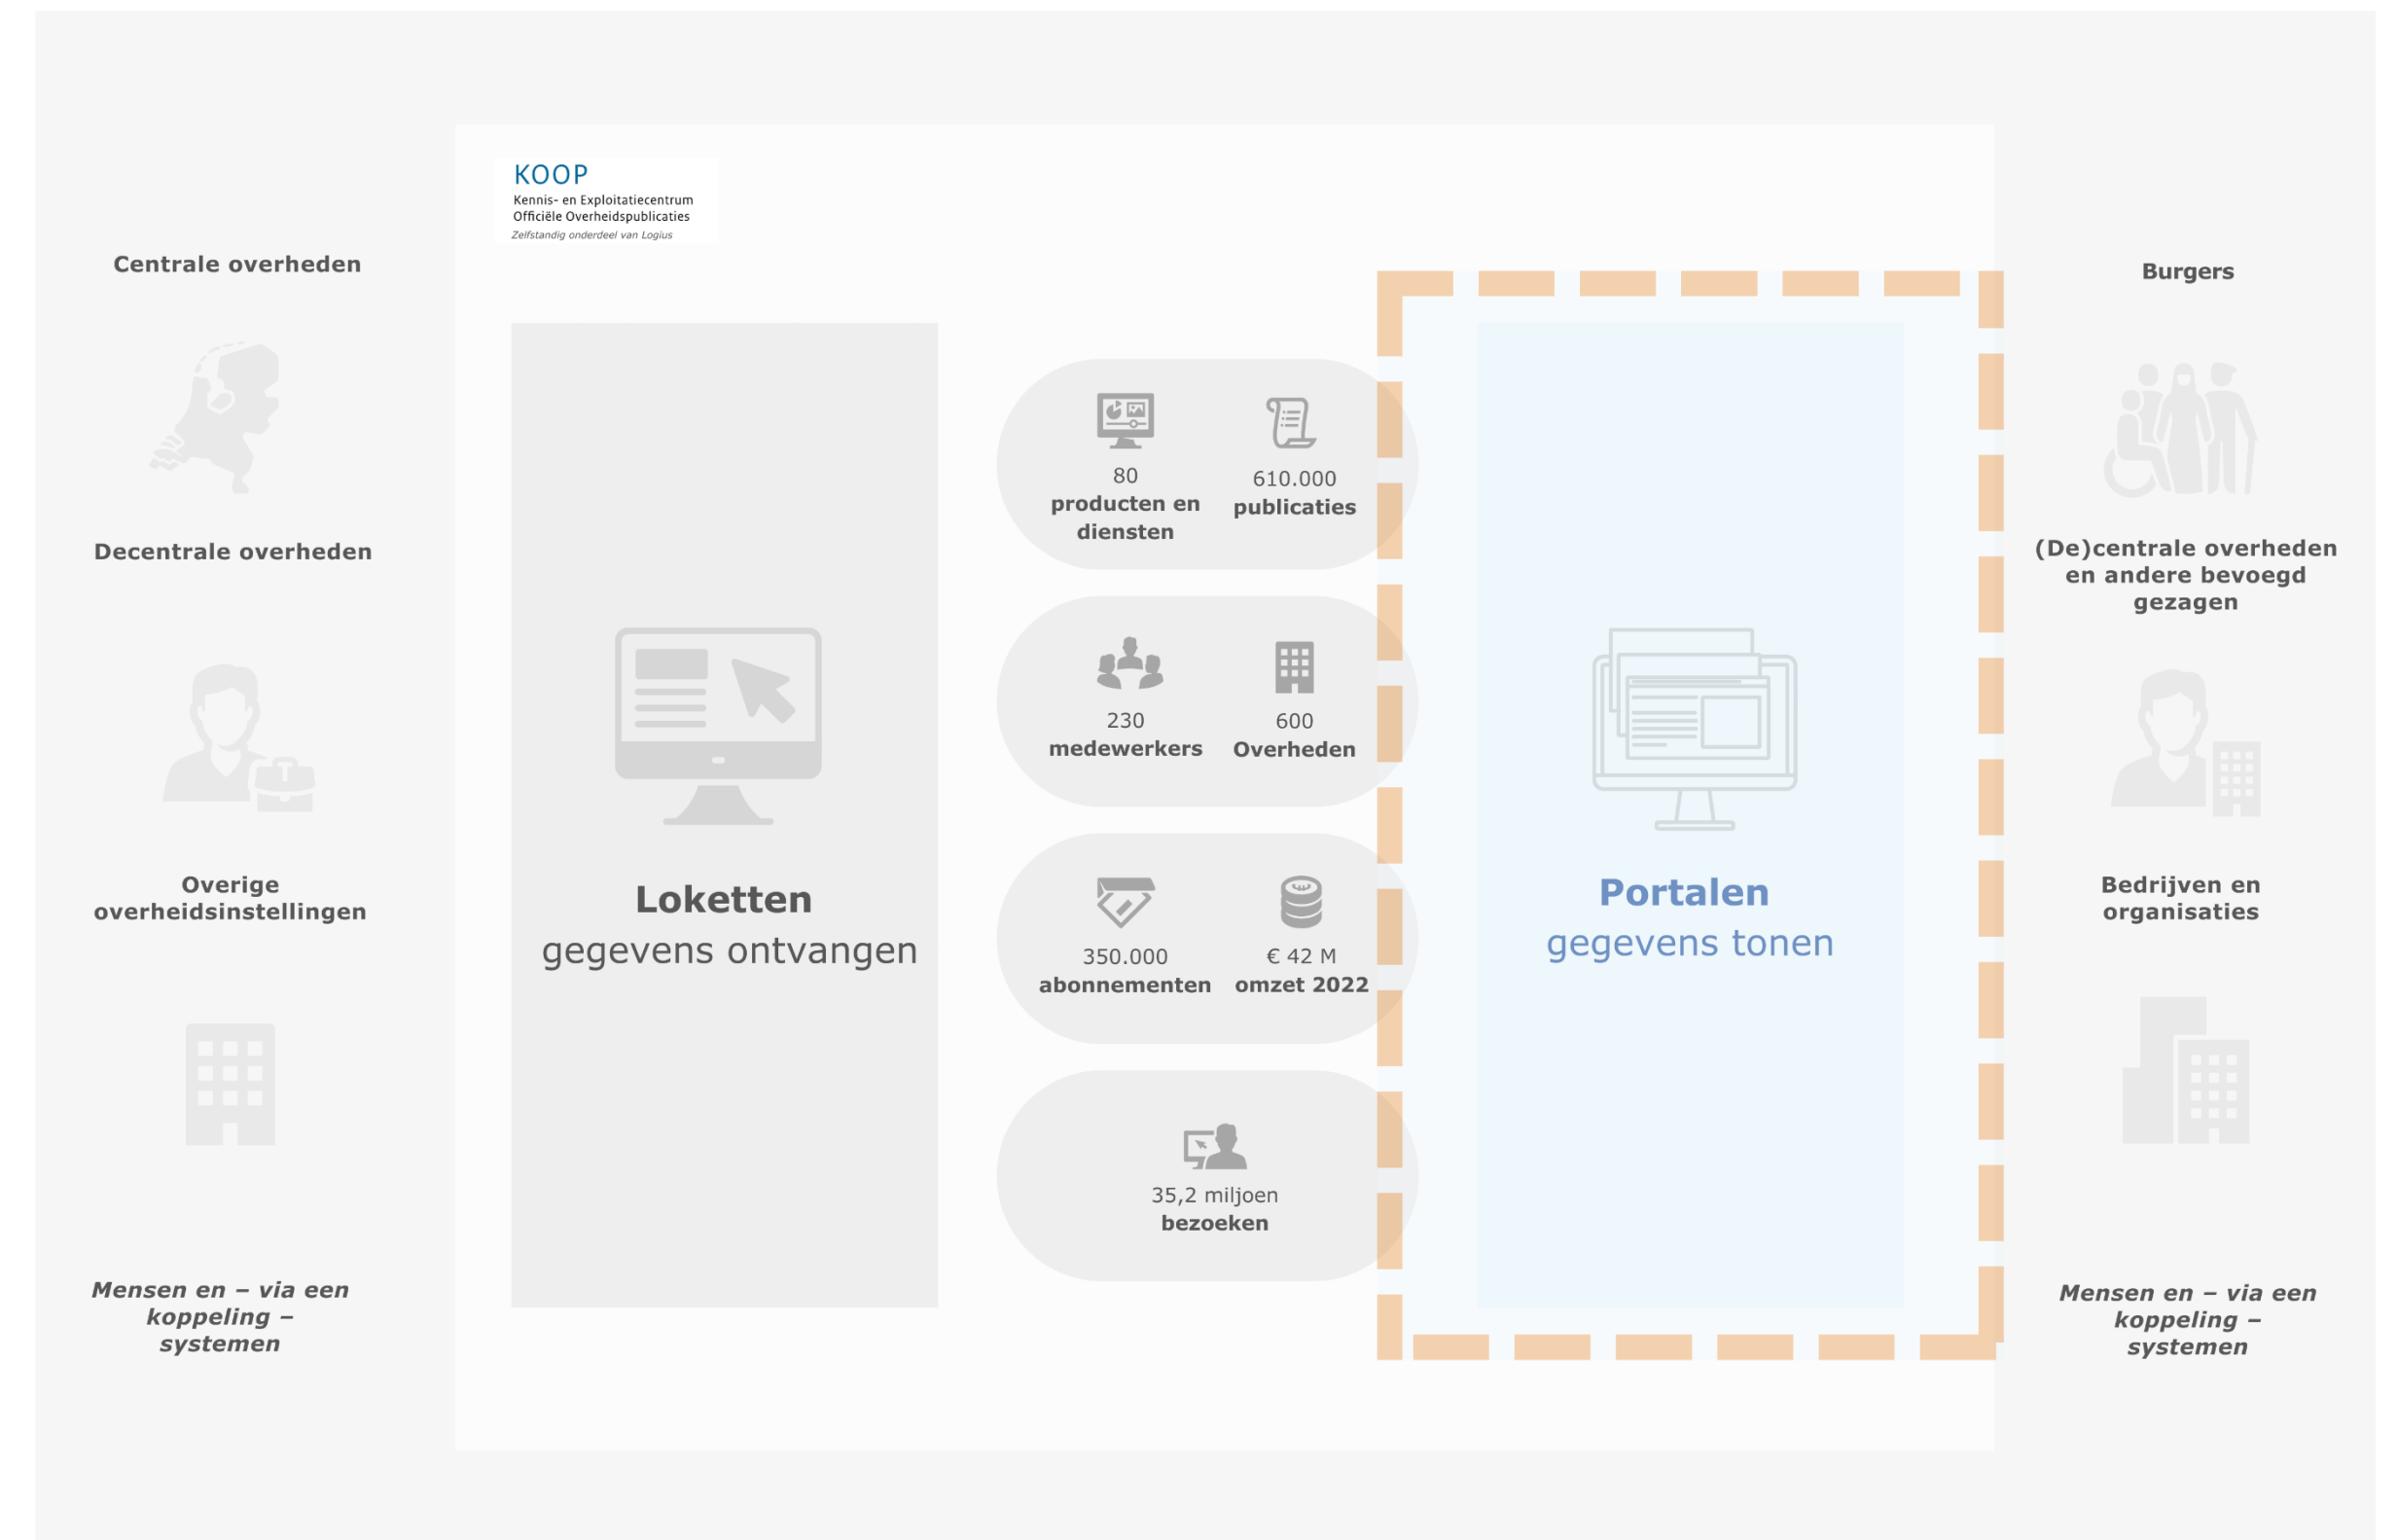 KOOP
Kennis- en Exploitatiecentrum
Officiële Overheidspublicaties
Zelfstandig onderdeel van Logius
Centrale overheden
Decentrale overheden
Overige
overheidsinstellingen
Mensen en – via een
koppeling –
systemen
Loketten
gegevens ontvangen
80
producten en
diensten
610.000
publicaties
230
medewerkers
600
Overheden
350.000
abonnementen
€ 42 M
omzet 2022
35,2 miljoen
bezoeken
Portalen
gegevens tonen
Burgers
(De)centrale overheden
en andere bevoegd
gezagen
Bedrijven en
organisaties
Mensen en – via een
koppeling –
systemen